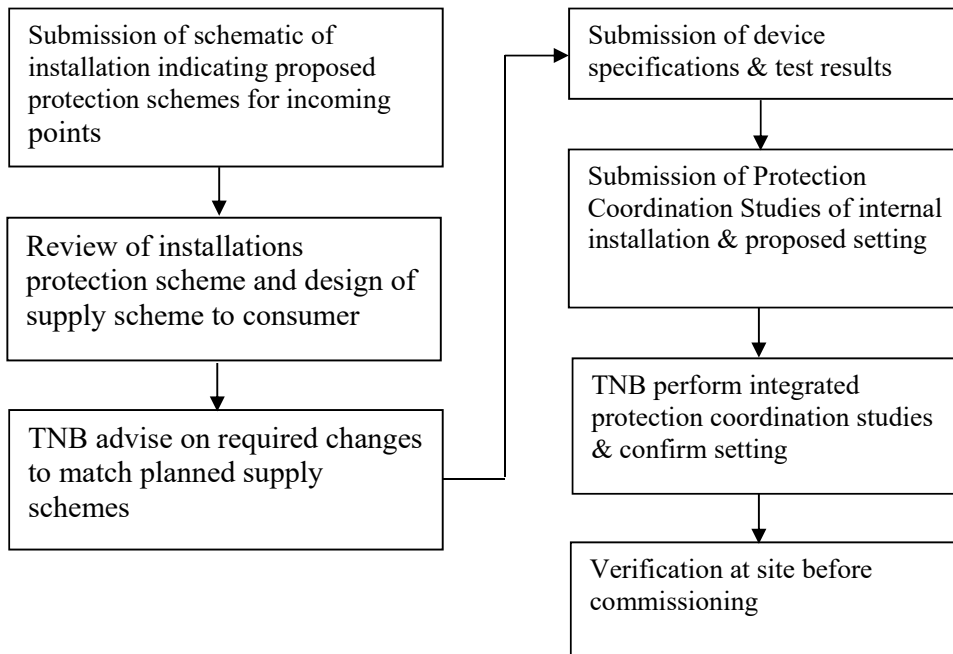 Submission of schematic of
installation indicating proposed
protection schemes for incoming
points
Review of installations
protection scheme and design of
supply scheme to consumer
TNB advise on required changes
to match planned supply
schemes
Submission of device
specifications & test results
Submission of Protection
Coordination Studies of internal
installation & proposed setting
TNB perform integrated
protection coordination studies
& confirm setting
Verification at site before
commissioning